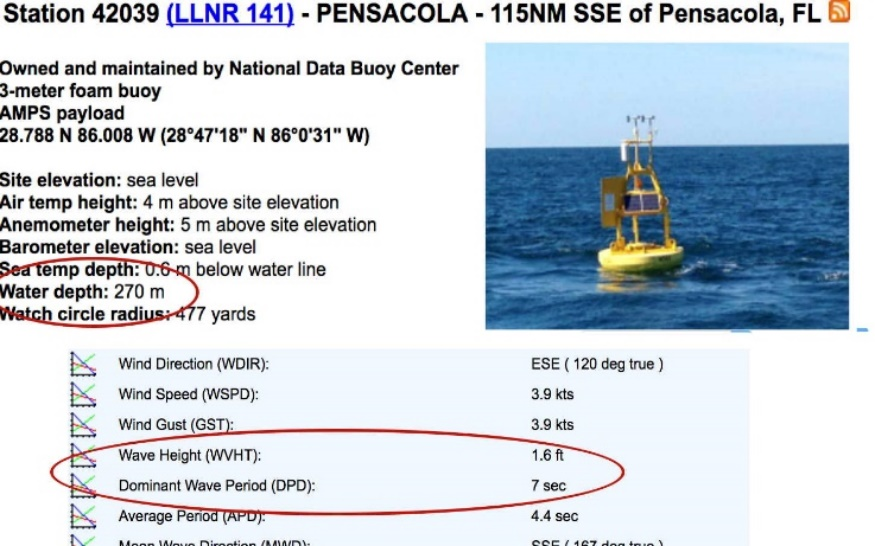 Station 42039 (LLNR 141) - PENSACOLA - 115NM SSE of Pensacola, FL
Owned and maintained by National Data Buoy Center
3-meter foam buoy
AMPS payload
28.788 N 86.008 W (28°47'18" N 86°0'31" W)
Site elevation: sea level
Air temp height: 4 m above site elevation
Anemometer height: 5 m above site elevation
Barometer elevation: sea level
Sea temp depth: 0.6 m below water line
Water depth: 270 m
Watch circle radius: 477 yards
Wind Direction (WDIR): ESE ( 120 deg true )
Wind Speed (WSPD): 3.9 kts
Wind Gust (GST): 3.9 kts
Wave Height (WVHT): 1.6 ft
Dominant Wave Period (DPD): 7 sec
Average Period (APD): 4.4 sec
Mean Wave Direction (MWD): SSE ( 167 deg true )